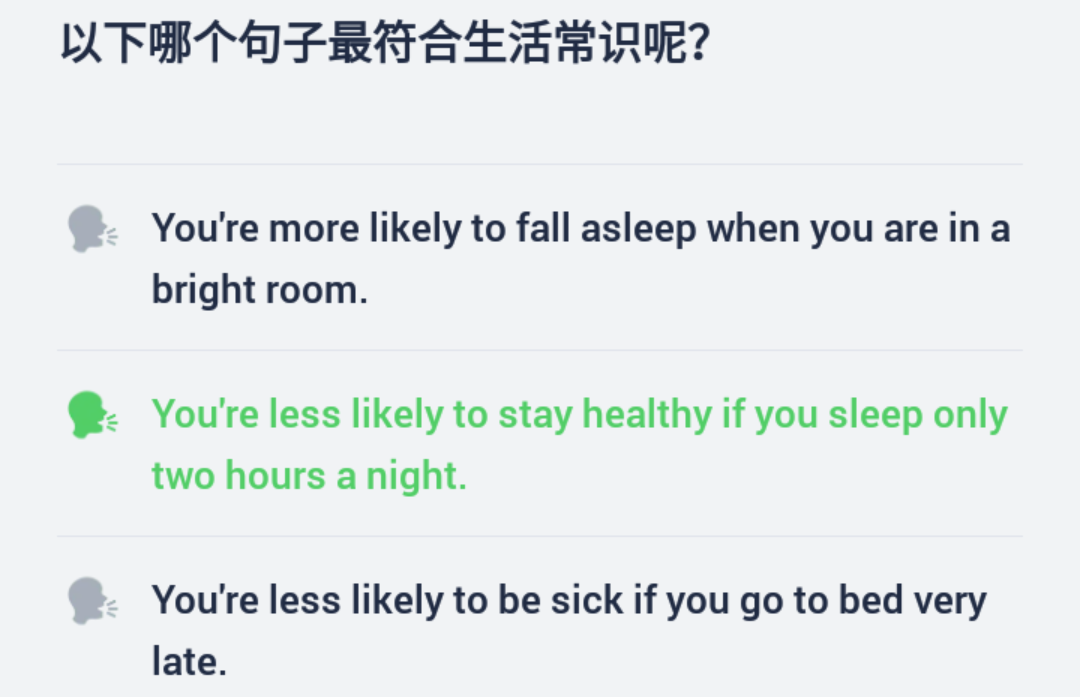 以下哪个句子最符合生活常识呢？
You're more likely to fall asleep when you are in a
bright room.
You're less likely to stay healthy if you sleep only
two hours a night.
You're less likely to be sick if you go to bed very
late.